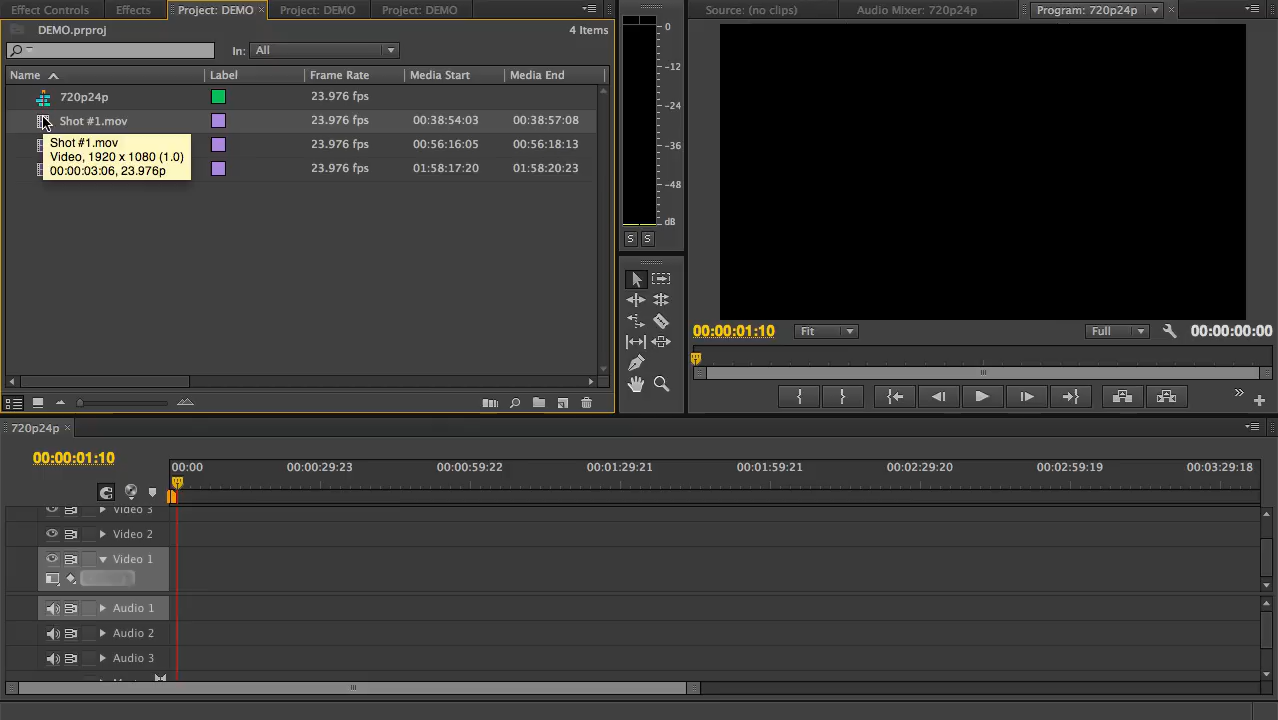 Effect Controls Effects Project: DEMO × Project: DEMO Project: DEMO
DEMO.prproj 4 Items
In: All
Name Label Frame Rate Media Start Media End
720p24p 23.976 fps
Shot #1.mov 23.976 fps 00:38:54:03 00:38:57:08
23.976 fps 00:56:16:05 00:56:18:13
23.976 fps 01:58:17:20 01:58:20:23
Shot #1.mov
Video, 1920 x 1080 (1.0)
00:00:03:06, 23.976p
0
-12
-24
-36
-48
dB
S S
Source: (no clips) Audio Mixer: 720p24p Program: 720p24p ×
00:00:01:10 Fit Full 00:00:00:00
720p24p ×
00:00:01:10
00:00 00:00:29:23 00:00:59:22 00:01:29:21 00:01:59:21 00:02:29:20 00:02:59:19 00:03:29:18
Video 3
Video 2
Video 1
Audio 1
Audio 2
Audio 3